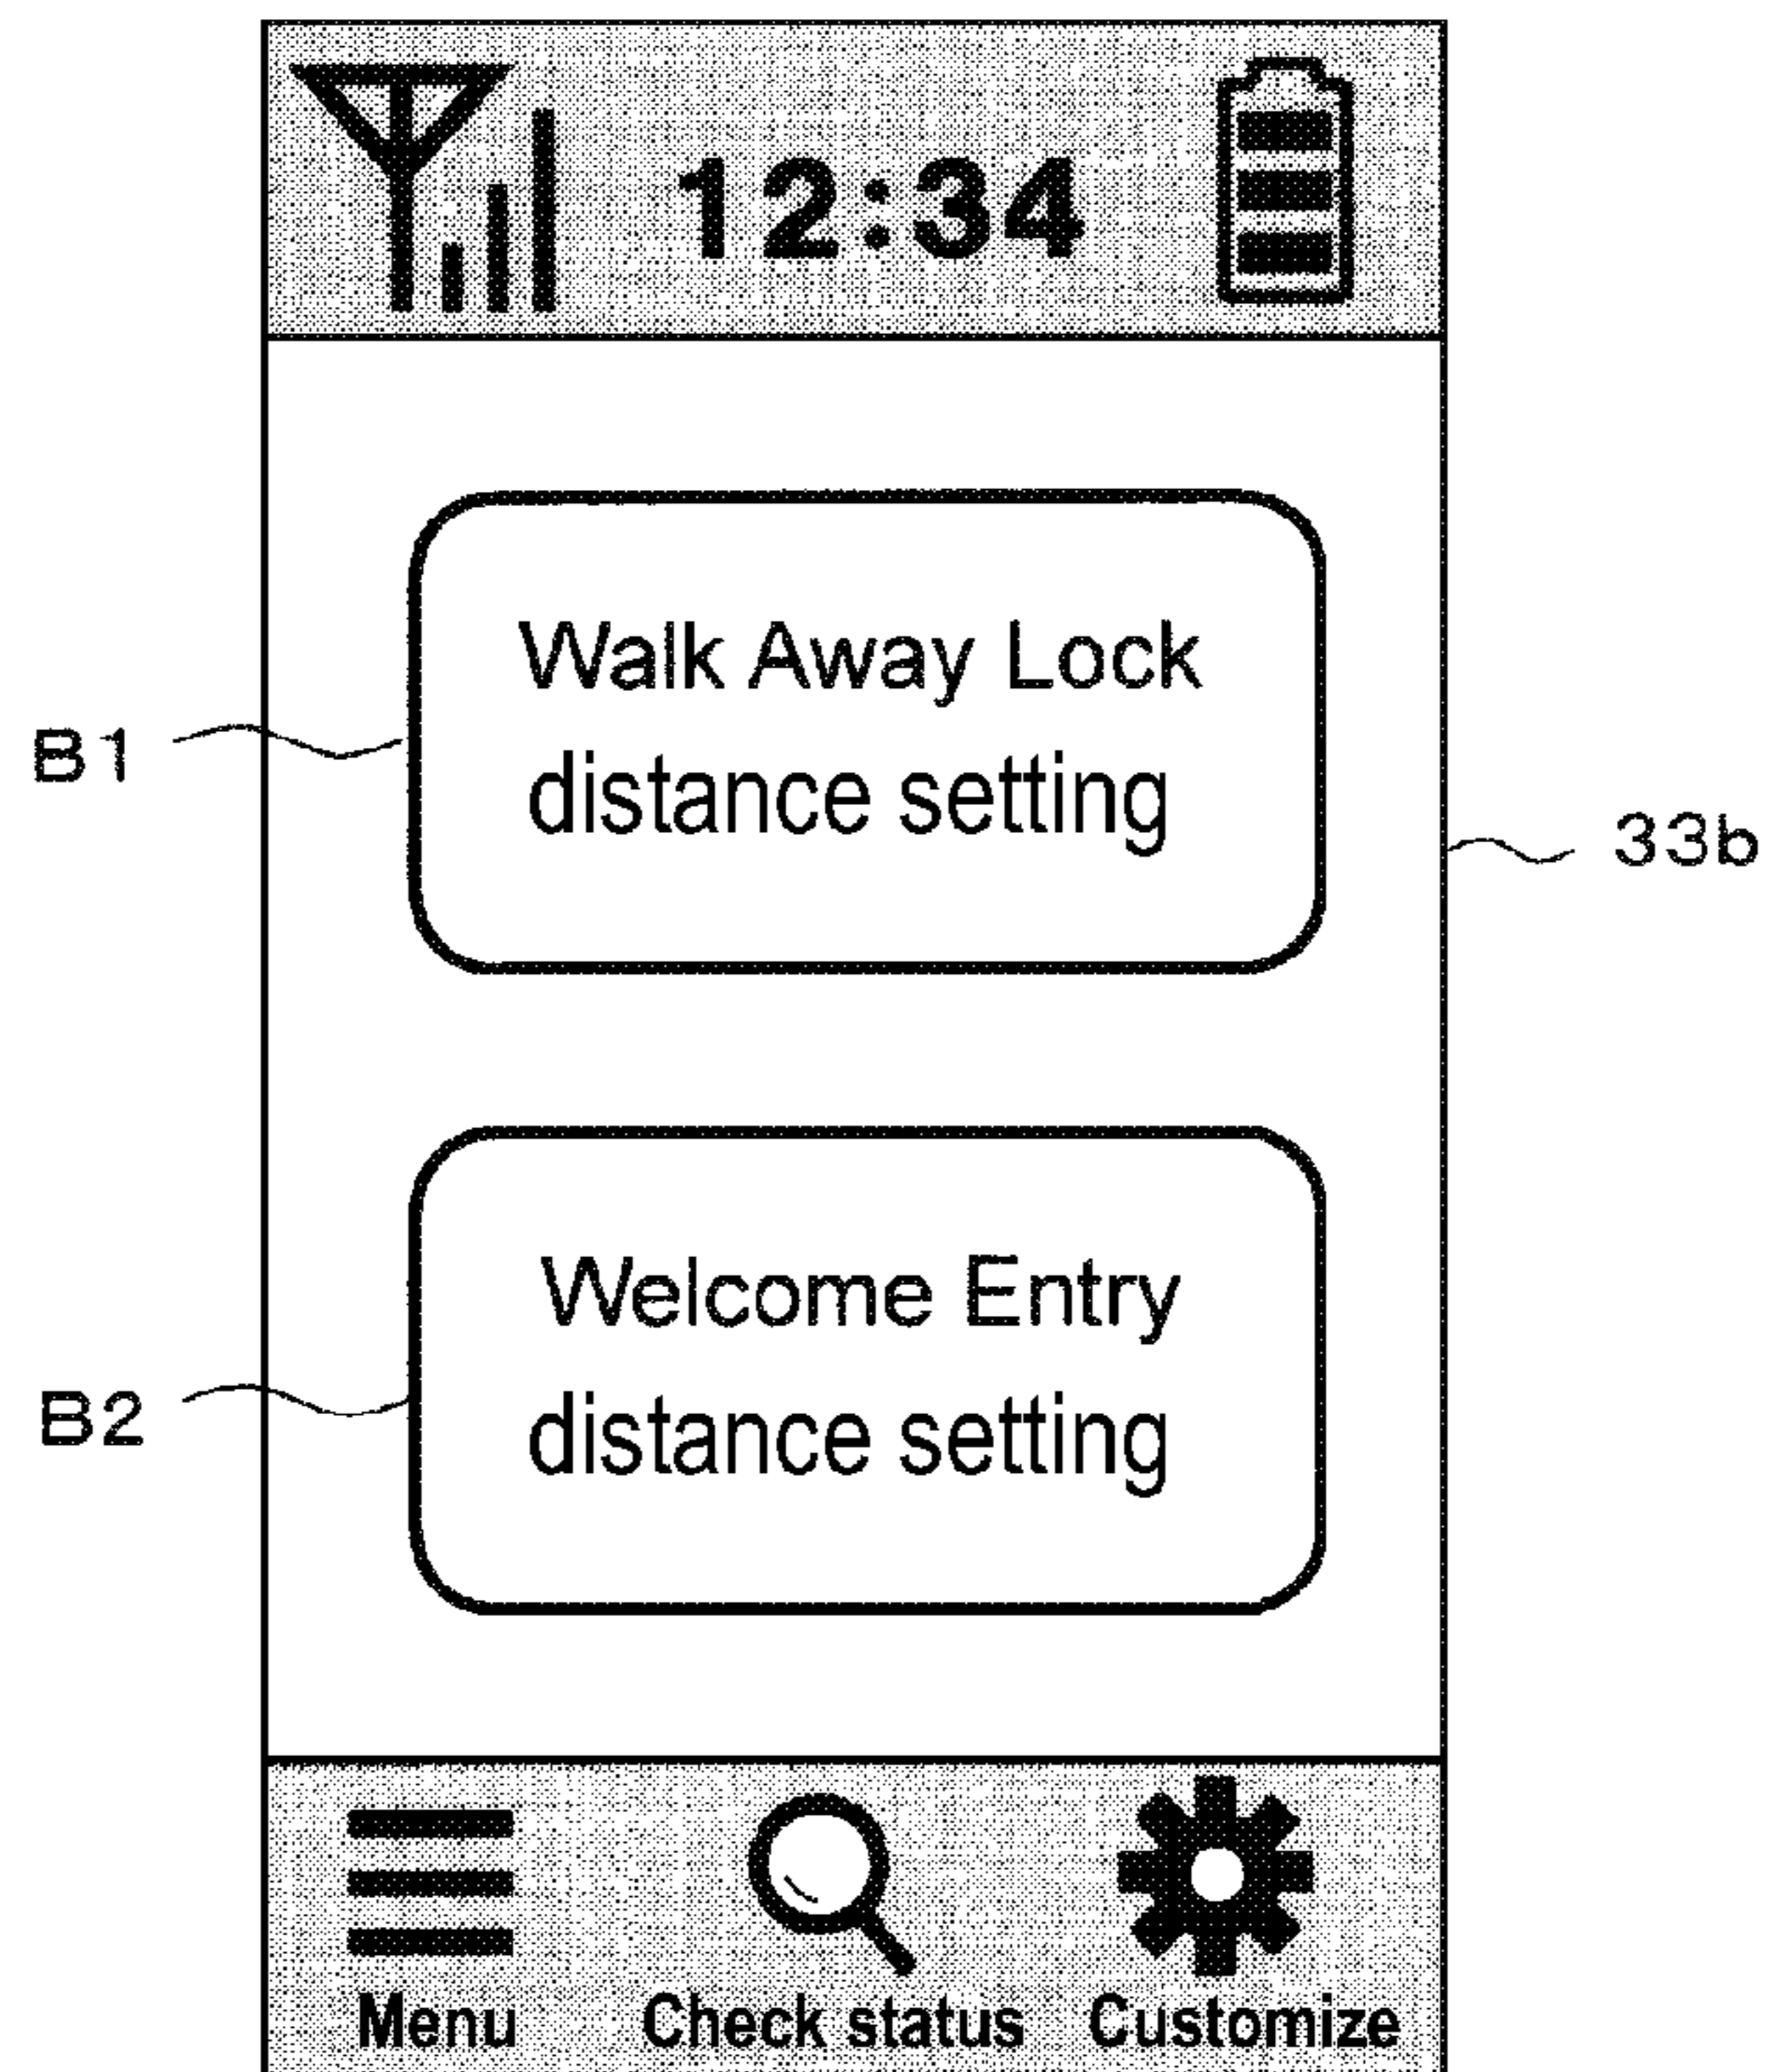 12:34
Walk Away Lock
distance setting
B1
33b
Welcome Entry
distance setting
B2
Menu Check status Customize